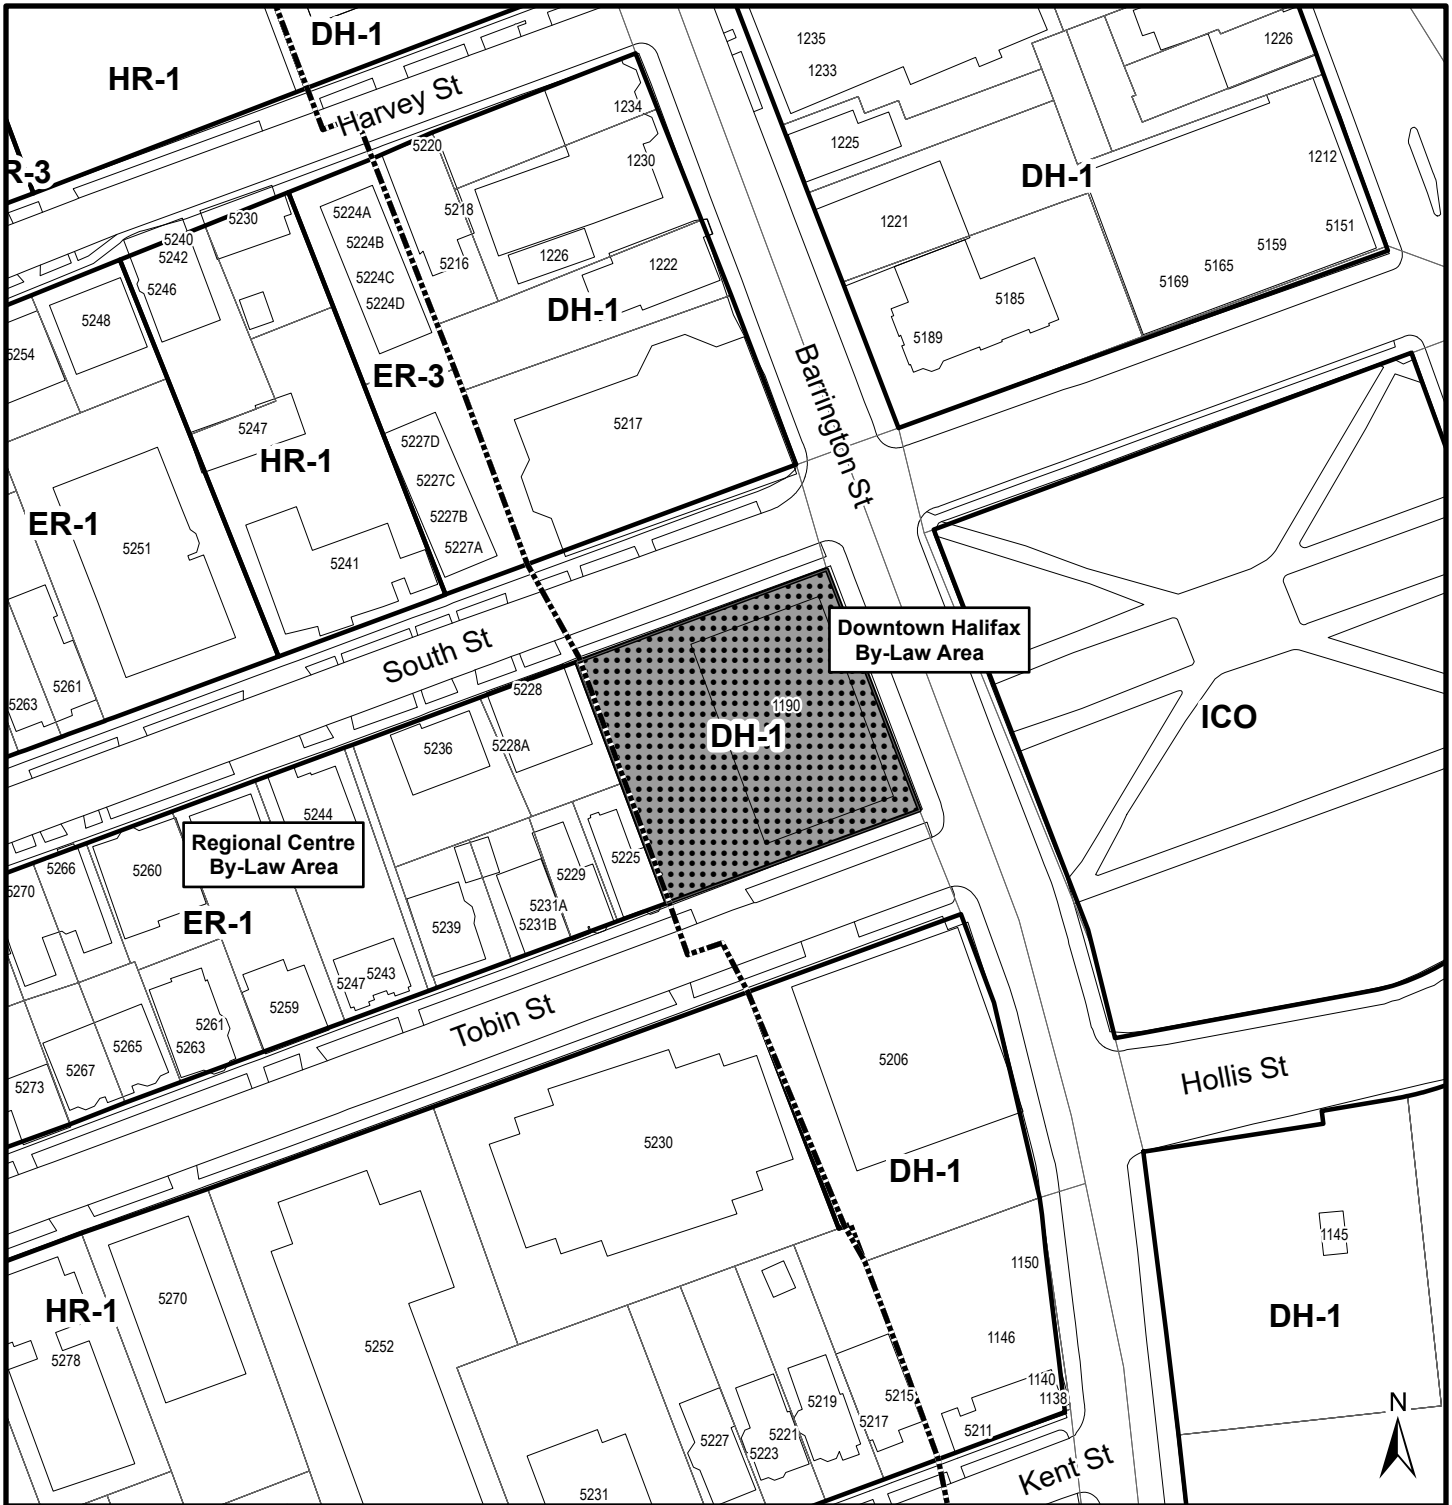 DH-1
HR-1
Harvey St
R-3
1235
1233
1226
1234
1225
5220
1230
1212
DH-1
5230
5224A
5218
1221
5240
5242
5224B
5151
5159
5216
1226
1222
5165
5224C
5169
5246
5224D
5185
DH-1
5248
5189
5254
ER-3
Barrington St
5217
5247
5227D
HR-1
5227C
ER-1
5227B
5251
5227A
5241
South St
Downtown Halifax
By-Law Area
5261
5263
5228
1190
DH-1
ICO
5236
5228A
5244
Regional Centre
By-Law Area
5266
5260
5225
5270
5229
5231A
5231B
5239
ER-1
5243
5247
5259
Tobin St
5261
5263
5265
5267
5273
5206
Hollis St
5230
DH-1
1145
1150
HR-1
5270
DH-1
1146
5252
5278
1140
1138
5215
5219
5217
5211
5221
5223
5227
N
Kent St
5231